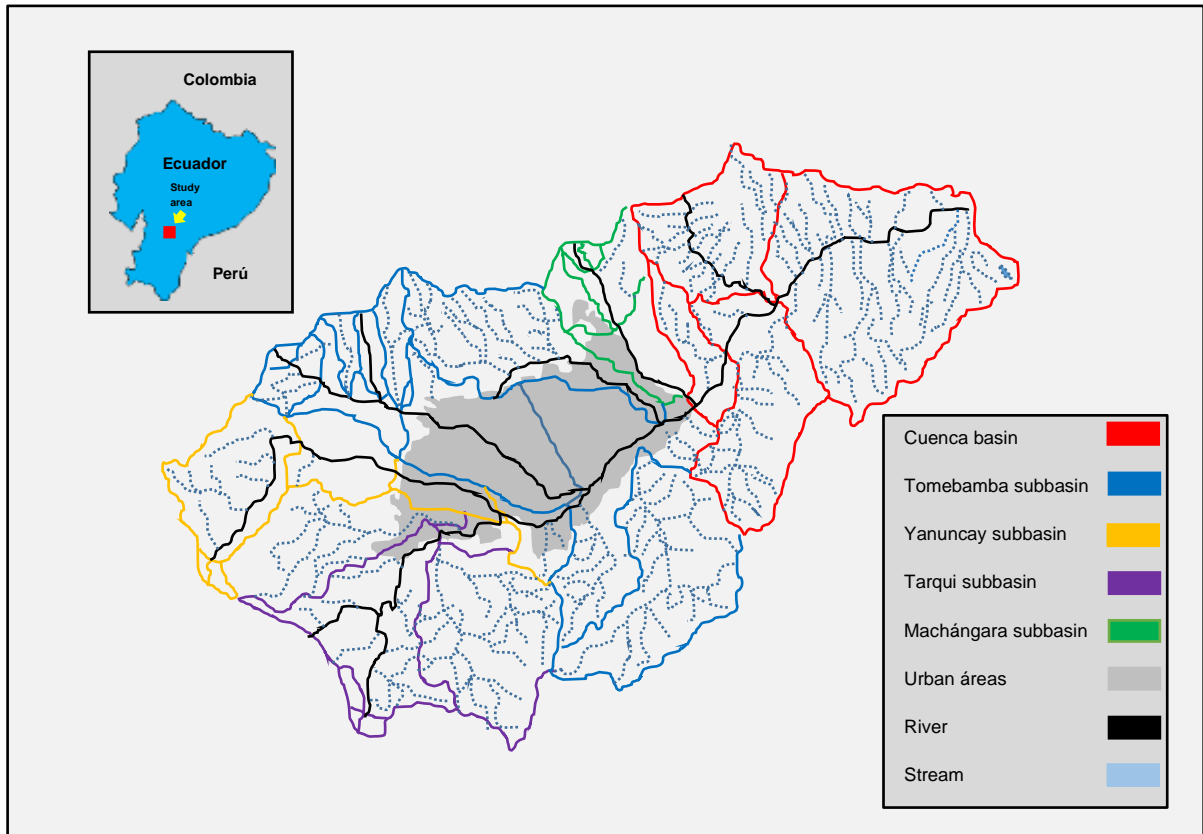 Colombia
Ecuador
Study
area
Perú
Cuenca basin
Tomebamba subbasin
Yanuncay subbasin
Tarqui subbasin
Machángara subbasin
Urban áreas
River
Stream